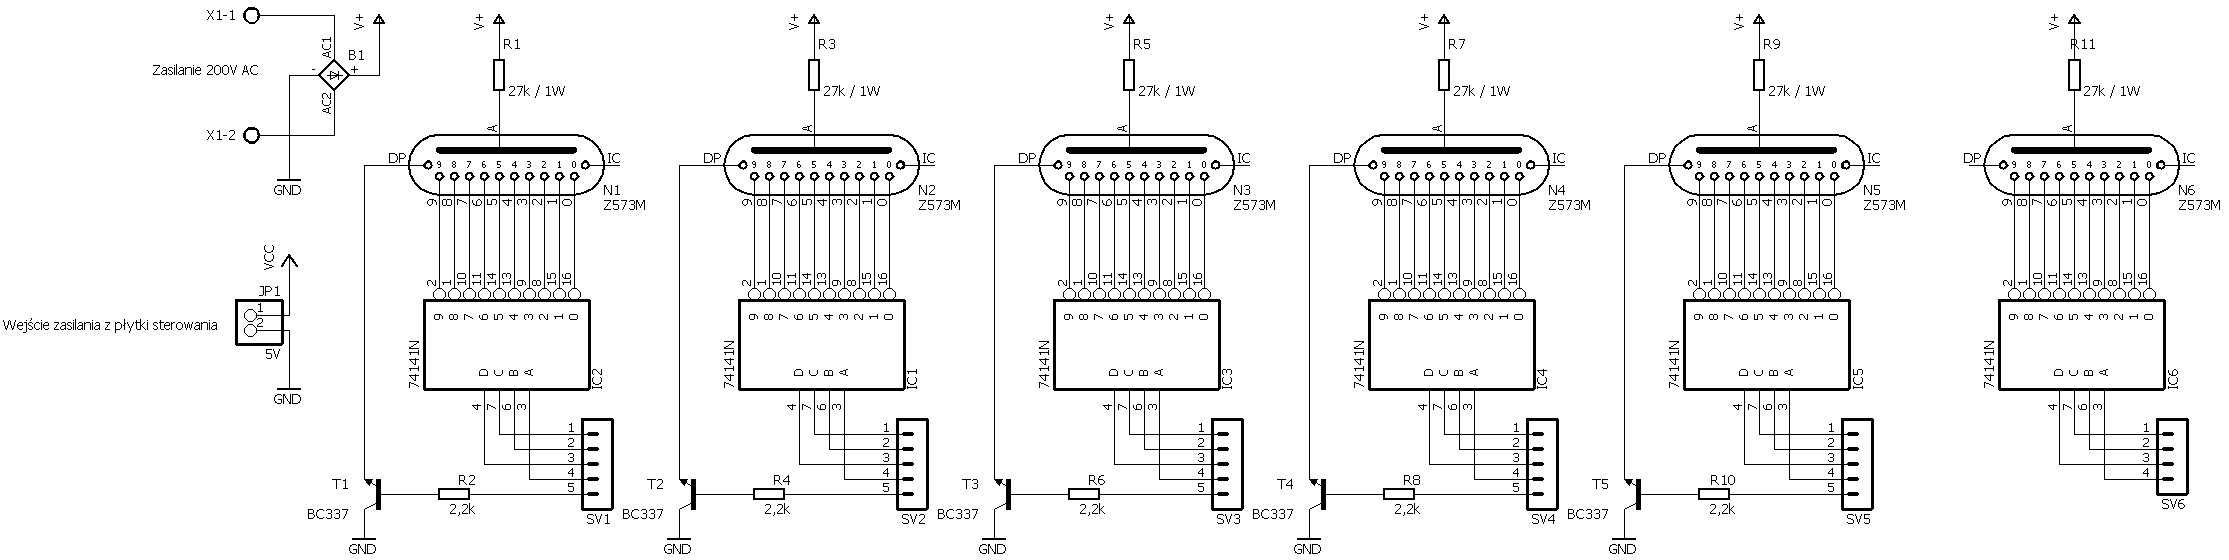 X1-1
Zasilanie 200V AC
X1-2
AC1
AC2
B1
-
+
V+
GND
VCC
JP1
1
2
5V
Wejście zasilania z płytki sterowania
GND
V+
R1
27k / 1W
A
DP
IC
9 8 7 6 5 4 3 2 1 0
N1
Z573M
9 8 7 6 5 4 3 2 1 0
2 1 10 11 14 13 9 8 15 16
9 8 7 6 5 4 3 2 1 0
74141N
D C B A
IC2
4 7 6 3
1
2
3
4
5
SV1
T1
BC337
R2
2,2k
GND
V+
R3
27k / 1W
A
DP
IC
9 8 7 6 5 4 3 2 1 0
N2
Z573M
9 8 7 6 5 4 3 2 1 0
2 1 10 11 14 13 9 8 15 16
9 8 7 6 5 4 3 2 1 0
74141N
D C B A
IC1
4 7 6 3
1
2
3
4
5
SV2
T2
BC337
R4
2,2k
GND
V+
R5
27k / 1W
A
DP
IC
9 8 7 6 5 4 3 2 1 0
N3
Z573M
9 8 7 6 5 4 3 2 1 0
2 1 10 11 14 13 9 8 15 16
9 8 7 6 5 4 3 2 1 0
74141N
D C B A
IC3
4 7 6 3
1
2
3
4
5
SV3
T3
BC337
R6
2,2k
GND
V+
R7
27k / 1W
A
DP
IC
9 8 7 6 5 4 3 2 1 0
N4
Z573M
9 8 7 6 5 4 3 2 1 0
2 1 10 11 14 13 9 8 15 16
9 8 7 6 5 4 3 2 1 0
74141N
D C B A
IC4
4 7 6 3
1
2
3
4
5
SV4
T4
BC337
R8
2,2k
GND
V+
R9
27k / 1W
A
DP
IC
9 8 7 6 5 4 3 2 1 0
N5
Z573M
9 8 7 6 5 4 3 2 1 0
2 1 10 11 14 13 9 8 15 16
9 8 7 6 5 4 3 2 1 0
74141N
D C B A
IC5
4 7 6 3
1
2
3
4
5
SV5
T5
BC337
R10
2,2k
GND
V+
R11
27k / 1W
A
DP
IC
9 8 7 6 5 4 3 2 1 0
N6
Z573M
9 8 7 6 5 4 3 2 1 0
2 1 10 11 14 13 9 8 15 16
9 8 7 6 5 4 3 2 1 0
74141N
D C B A
IC6
4 7 6 3
1
2
3
4
SV6